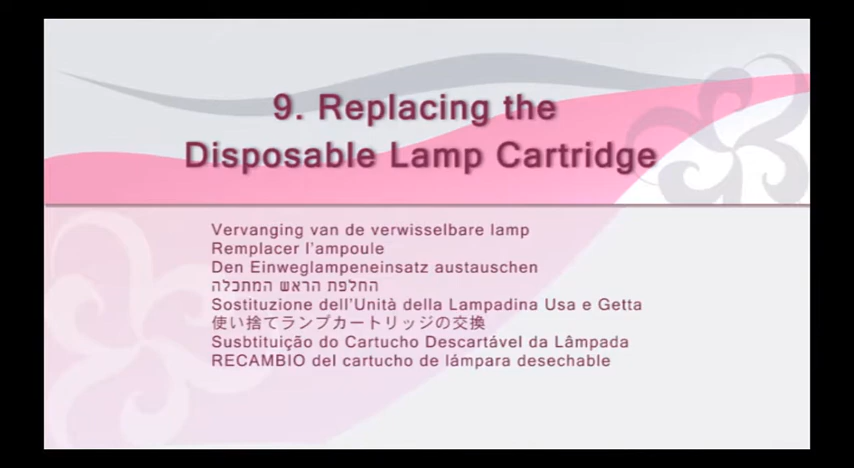 9. Replacing the
Disposable Lamp Cartridge
Vervanging van de verwisselbare lamp
Remplacer l'ampoule
Den Einweglampeneinsatz austauschen
החלפת הראש המתכלה
Sostituzione dell'Unità della Lampadina Usa e Getta
使い捨てランプカートリッジの交換
Susbtituição do Cartucho Descartável da Lâmpada
RECAMBIO del cartucho de lámpara desechable